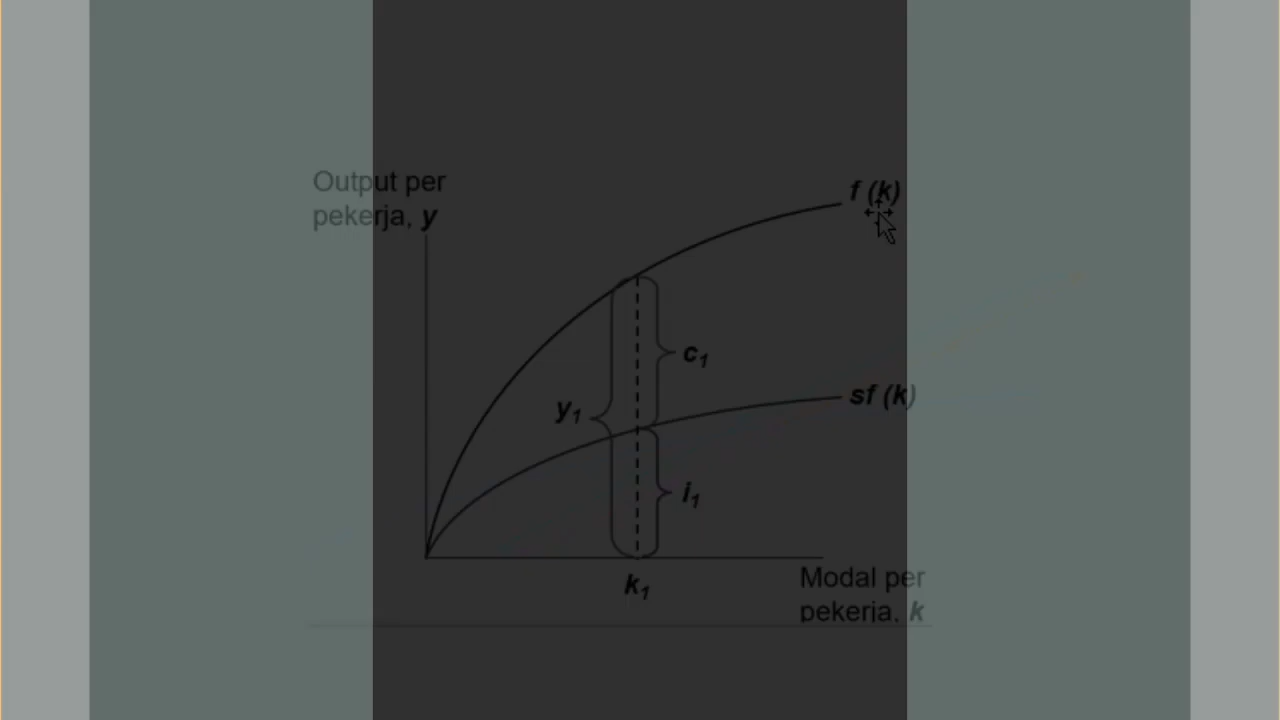 Output per
pekerja, y
f (k)
c₁
sf (k)
y₁
i₁
k₁
Modal per
pekerja, k